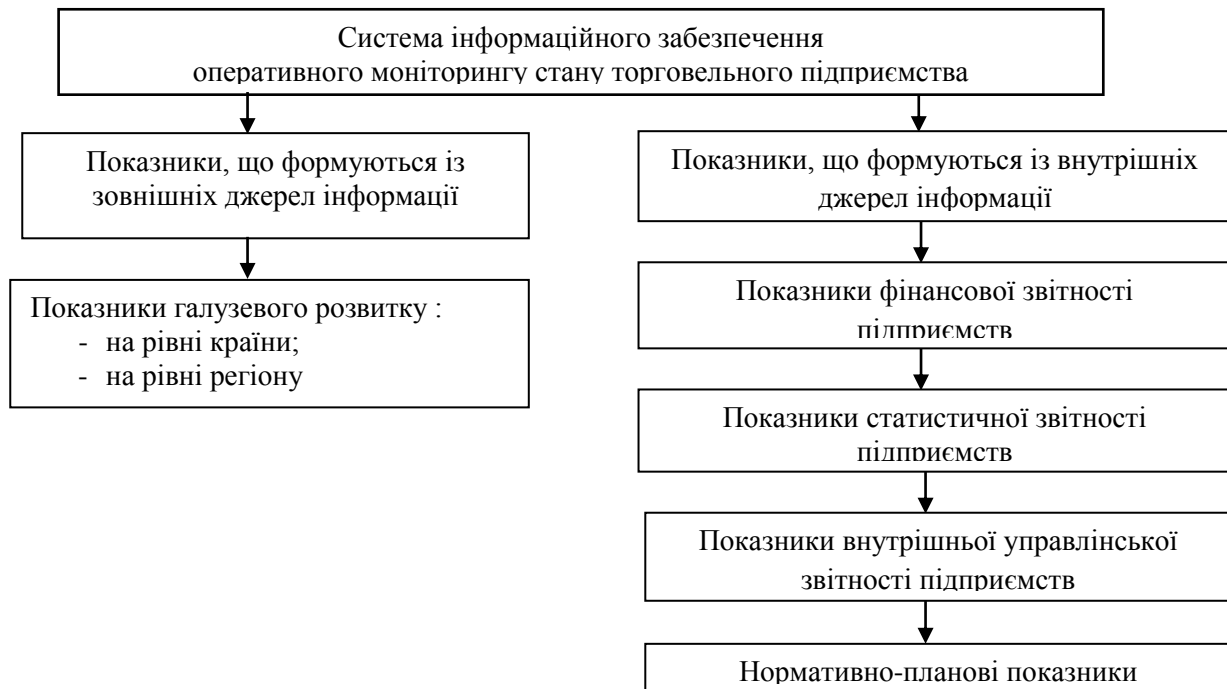 Система інформаційного забезпечення
оперативного моніторингу стану торговельного підприємства
Показники, що формуються із
зовнішніх джерел інформації
Показники галузевого розвитку :
- на рівні країни;
- на рівні регіону
Показники, що формуються із внутрішніх
джерел інформації
Показники фінансової звітності
підприємств
Показники статистичної звітності
підприємств
Показники внутрішньої управлінської
звітності підприємств
Нормативно-планові показники